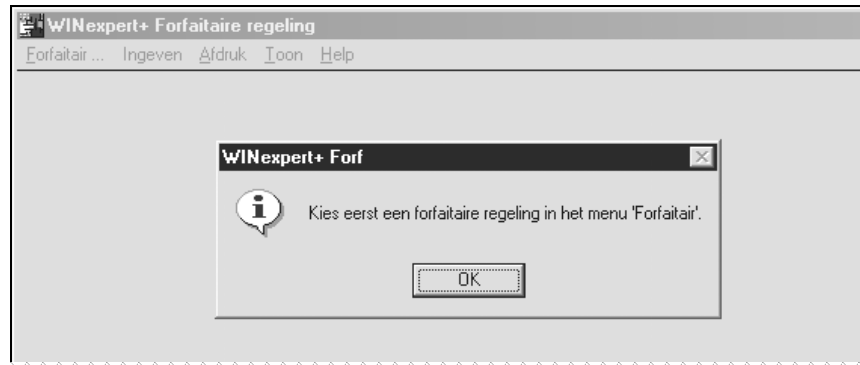 WINexpert+ Forfaitaire regeling
Forfaitair ... Ingeven Afdruk Toon Help
WINexpert+ Forf
Kies eerst een forfaitaire regeling in het menu 'Forfaitair'.
OK